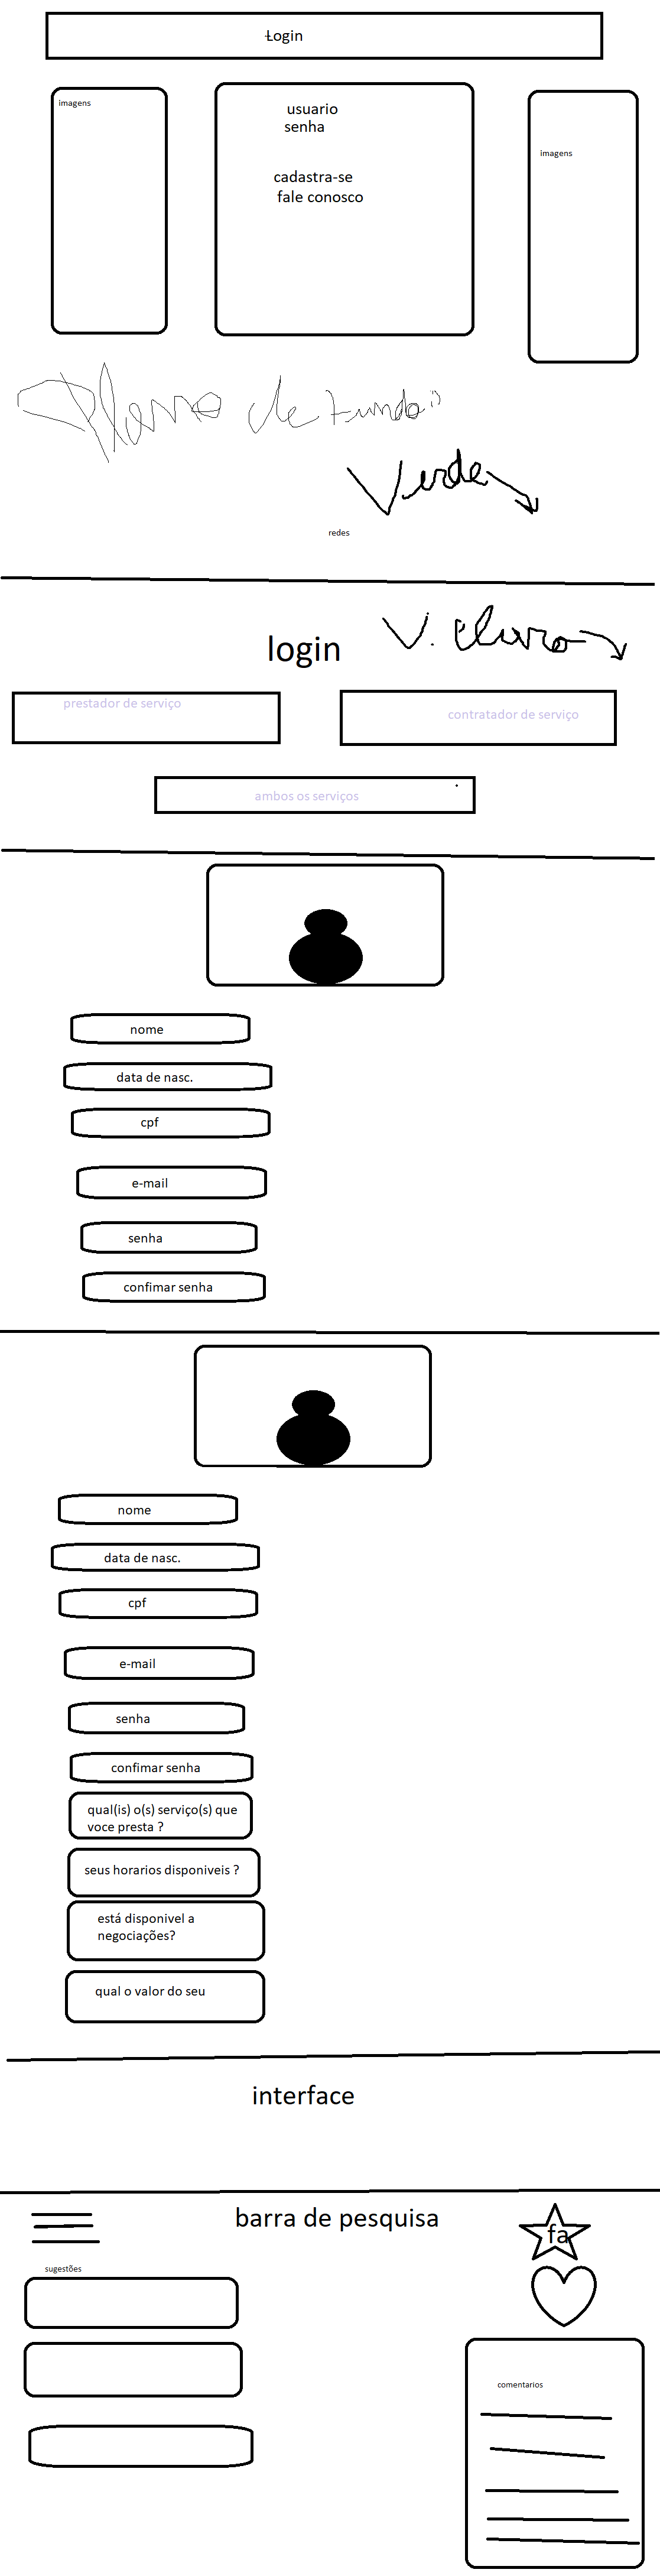 Login
imagens
usuario
senha
imagens
cadastra-se
fale conosco
Plano de fundo"
Verde
redes
login
V. Claro
prestador de serviço
contratador de serviço
ambos os serviços
nome
data de nasc.
cpf
e-mail
senha
confimar senha
nome
data de nasc.
cpf
e-mail
senha
confimar senha
qual(is) o(s) serviço(s) que
voce presta ?
seus horarios disponiveis ?
está disponivel a
negociações?
qual o valor do seu
interface
barra de pesquisa
fa
sugestões
comentarios